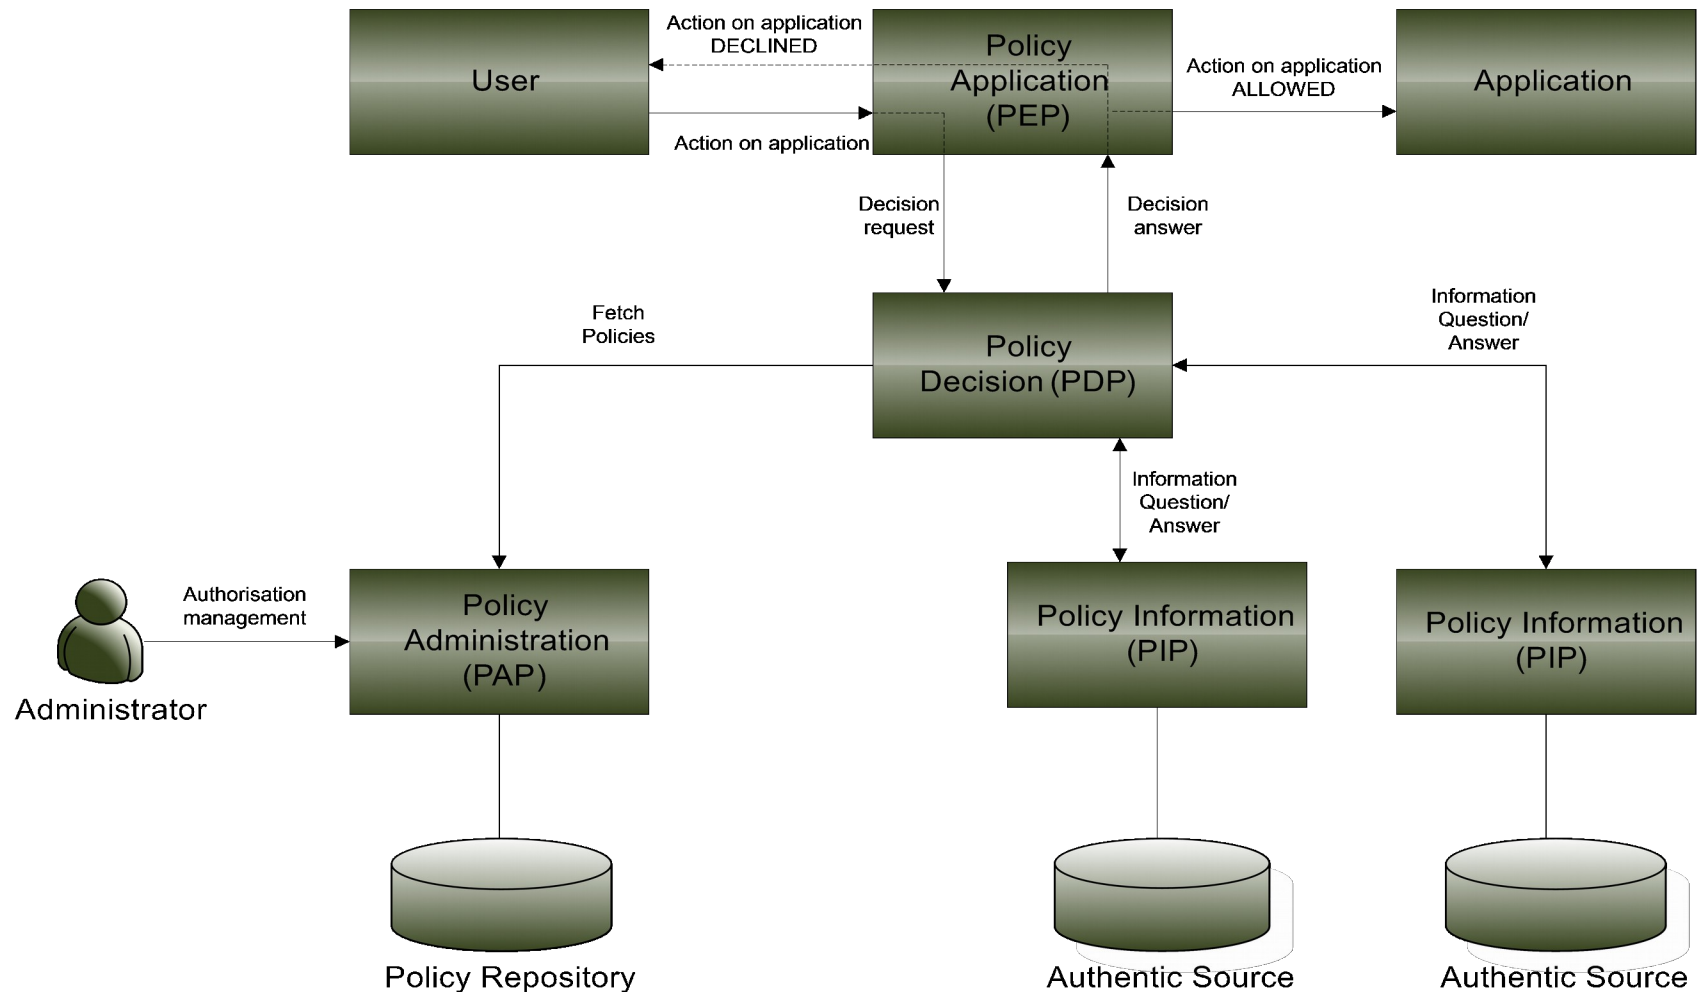 User
Action on application
DECLINED
Action on application
Policy
Application
(PEP)
Action on application
ALLOWED
Application
Decision
request
Decision
answer
Fetch
Policies
Policy
Decision (PDP)
Information
Question/
Answer
Information
Question/
Answer
Administrator
Authorisation
management
Policy
Administration
(PAP)
Policy Information
(PIP)
Policy Information
(PIP)
Policy Repository
Authentic Source
Authentic Source